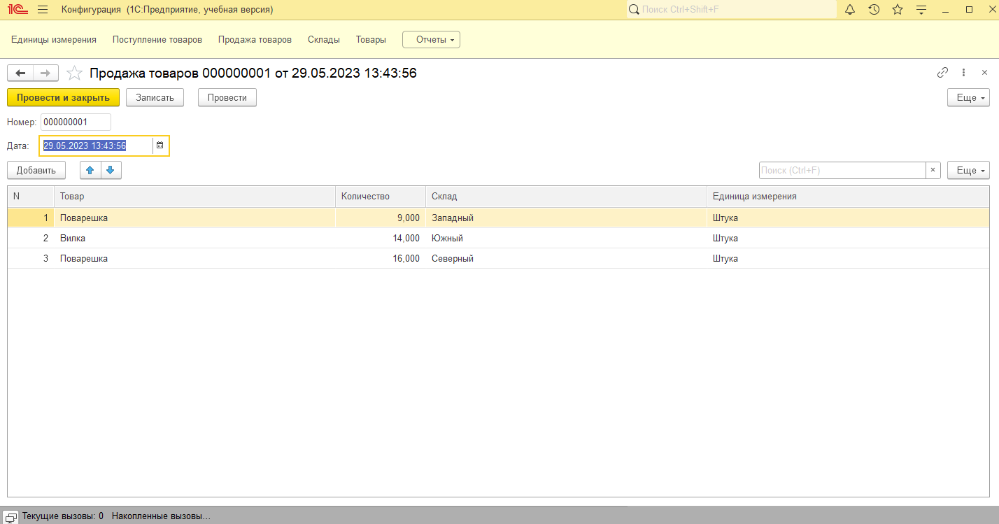 1С Конфигурация (1С:Предприятие, учебная версия) Поиск Ctrl+Shift+F
Единицы измерения Поступление товаров Продажа товаров Склады Товары Отчеты
Продажа товаров 000000001 от 29.05.2023 13:43:56
Провести и закрыть Записать Провести Еще
Номер: 000000001
Дата: 29.05.2023 13:43:56
Добавить Поиск (Ctrl+F) × Еще
N Товар Количество Склад Единица измерения
1 Поварешка 9,000 Западный Штука
2 Вилка 14,000 Южный Штука
3 Поварешка 16,000 Северный Штука
Текущие вызовы: 0 Накопленные вызовы…